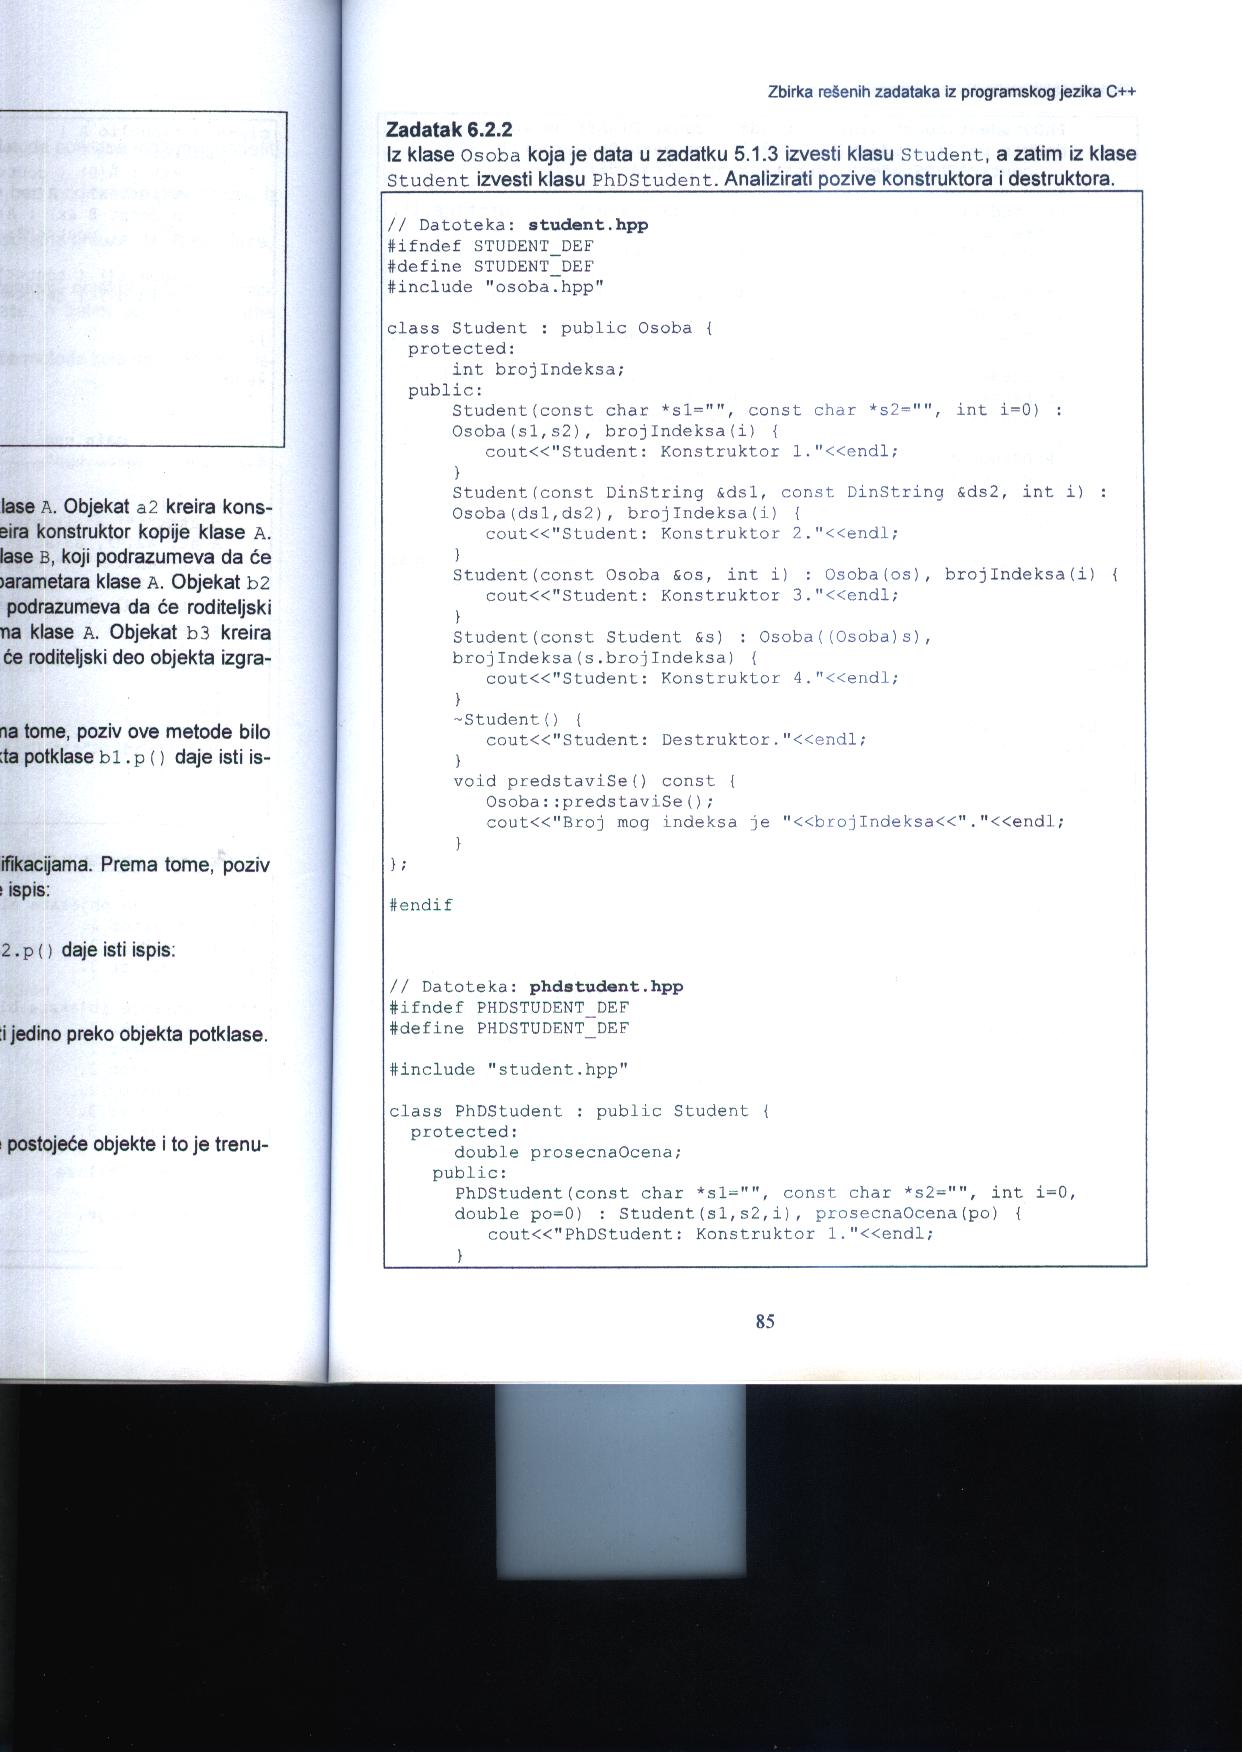 lase A. Objekat a2 kreira kons-
eira konstruktor kopije klase A.
lase B, koji podrazumeva da će
parametara klase A. Objekat b2
podrazumeva da će roditeljski
ma klase A. Objekat b3 kreira
će roditeljski deo objekta izgra-
na tome, poziv ove metode bilo
kta potklase b1.p() daje isti is-
ifikacijama. Prema tome, poziv
e ispis:
2.p() daje isti ispis:
ti jedino preko objekta potklase.
postojeće objekte i to je trenu-
Zbirka rešenih zadataka iz programskog jezika C++
Zadatak 6.2.2
Iz klase Osoba koja je data u zadatku 5.1.3 izvesti klasu Student, a zatim iz klase
Student izvesti klasu PhDStudent. Analizirati pozive konstruktora i destruktora.
// Datoteka: student.hpp
#ifndef STUDENT_DEF
#define STUDENT_DEF
#include "osoba.hpp"
class Student : public Osoba {
protected:
int brojIndeksa;
public:
Student(const char *s1="", const char *s2="", int i=0) :
Osoba(s1,s2), brojIndeksa(i) {
cout<<"Student: Konstruktor 1."<<endl;
}
Student(const DinString &ds1, const DinString &ds2, int i) :
Osoba(ds1,ds2), brojIndeksa(i) {
cout<<"Student: Konstruktor 2."<<endl;
}
Student(const Osoba &os, int i) : Osoba(os), brojIndeksa(i) {
cout<<"Student: Konstruktor 3."<<endl;
}
Student(const Student &s) : Osoba((Osoba)s),
brojIndeksa(s.brojIndeksa) {
cout<<"Student: Konstruktor 4."<<endl;
}
~Student() {
cout<<"Student: Destruktor."<<endl;
}
void predstaviSe() const {
Osoba::predstaviSe();
cout<<"Broj mog indeksa je "<<brojIndeksa<<"."<<endl;
}
};
#endif
// Datoteka: phdstudent.hpp
#ifndef PHDSTUDENT_DEF
#define PHDSTUDENT_DEF
#include "student.hpp"
class PhDStudent : public Student {
protected:
double prosecnaOcena;
public:
PhDStudent(const char *s1="", const char *s2="", int i=0,
double po=0) : Student(s1,s2,i), prosecnaOcena(po) {
cout<<"PhDStudent: Konstruktor 1."<<endl;
}
85